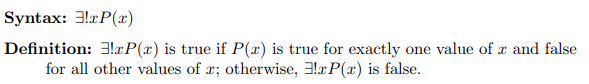 Syntax: ∃!xP(x)
Definition: ∃!xP(x) is true if P(x) is true for exactly one value of x and false
for all other values of x; otherwise, ∃!xP(x) is false.